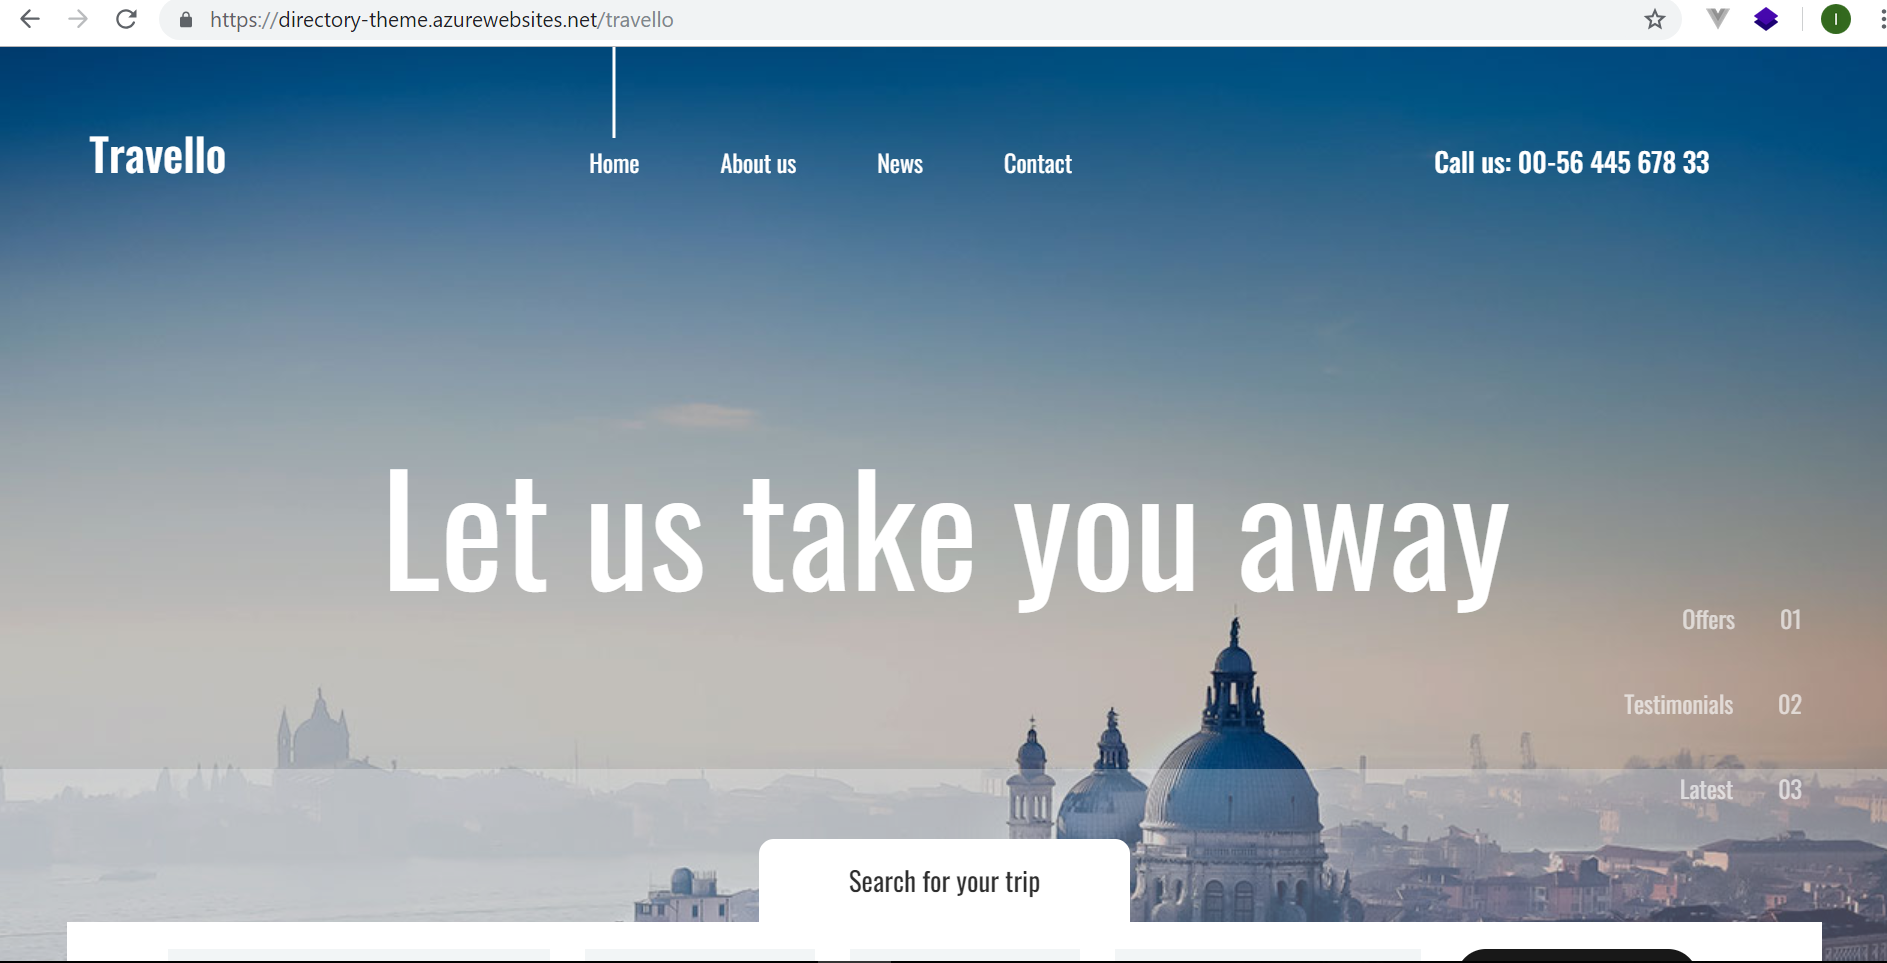 https://directory-theme.azurewebsites.net/travello
I
Travello
Home
About us
News
Contact
Call us: 00-56 445 678 33
Let us take you away
Offers 01
Testimonials 02
Latest 03
Search for your trip